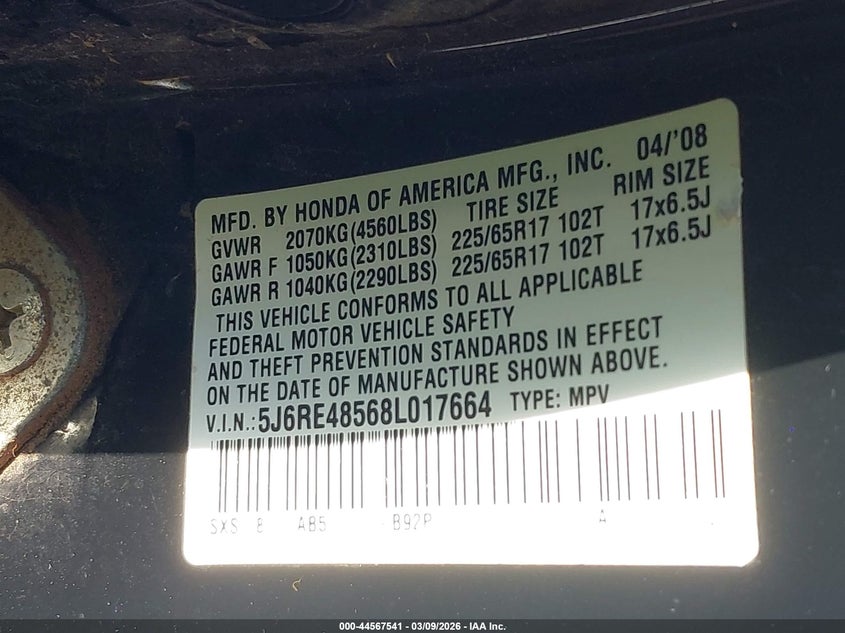 MFD. BY HONDA OF AMERICA MFG., INC. 04/'08
GVWR 2070KG(4560LBS) TIRE SIZE RIM SIZE
GAWR F 1050KG(2310LBS) 225/65R17 102T 17x6.5J
GAWR R 1040KG(2290LBS) 225/65R17 102T 17x6.5J
THIS VEHICLE CONFORMS TO ALL APPLICABLE
FEDERAL MOTOR VEHICLE SAFETY
AND THEFT PREVENTION STANDARDS IN EFFECT
ON THE DATE OF MANUFACTURE SHOWN ABOVE.
V.I.N.: 5J6RE48568L017664 TYPE: MPV
SXS 8 AB5 - B92P A -
000-44567541 - 03/09/2026 - IAA Inc.